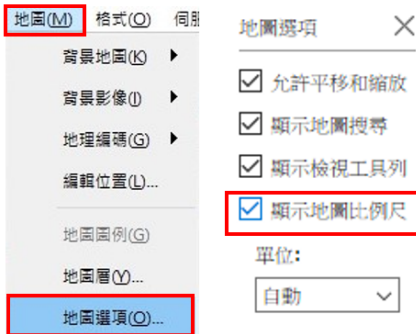 地圖(M) 格式(O) 伺服
背景地圖(K)
背景影像(I)
地理編碼(G)
編輯位置(L)...
地圖圖例(G)
地圖層(Y)...
地圖選項(O)...
地圖選項
允許平移和縮放
顯示地圖搜尋
顯示檢視工具列
顯示地圖比例尺
單位:
自動